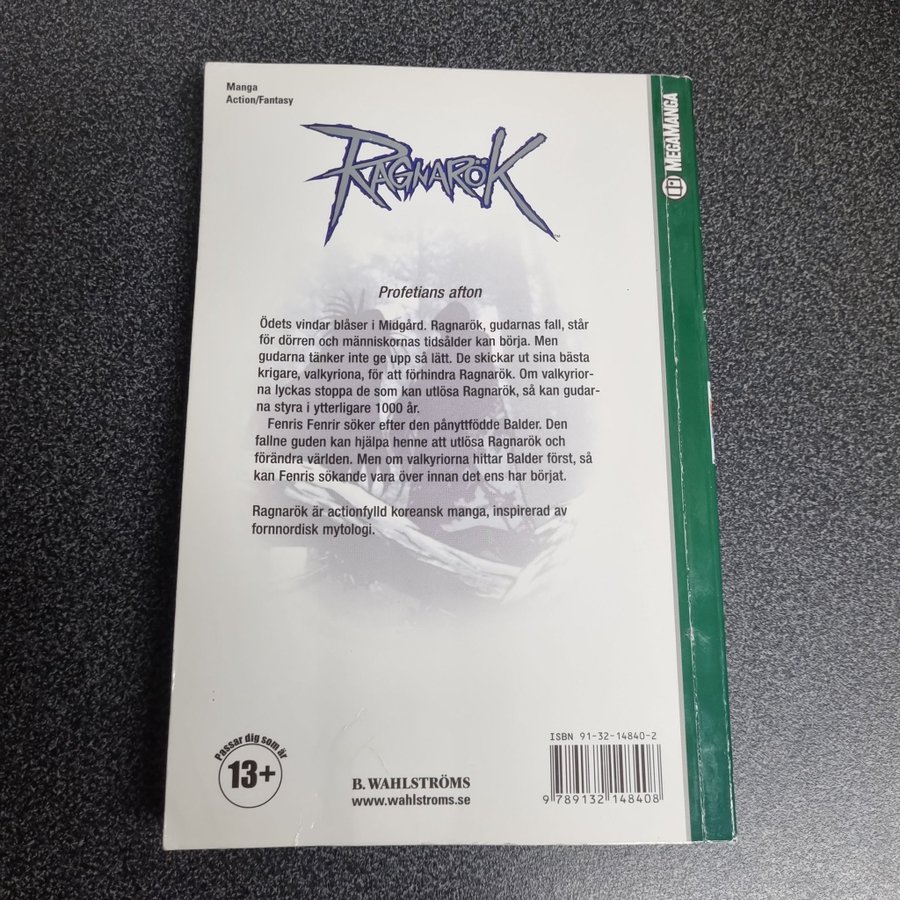 Manga
Action/Fantasy
MEGAMANGA
RAGNARÖK
™
Profetians afton
Ödets vindar blåser i Midgård. Ragnarök, gudarnas fall, står
för dörren och människornas tidsålder kan börja. Men
gudarna tänker inte ge upp så lätt. De skickar ut sina bästa
krigare, valkyriona, för att förhindra Ragnarök. Om valkyrior-
na lyckas stoppa de som kan utlösa Ragnarök, så kan gudar-
na styra i ytterligare 1000 år.
Fenris Fenrir söker efter den pånyttfödde Balder. Den
fallne guden kan hjälpa henne att utlösa Ragnarök och
förändra världen. Men om valkyriorna hittar Balder först, så
kan Fenris sökande vara över innan det ens har börjat.
Ragnarök är actionfylld koreansk manga, inspirerad av
fornnordisk mytologi.
Passar dig som är
13+
B. WAHLSTRÖMS
www.wahlstroms.se
ISBN 91-32-14840-2
9 789132 148408